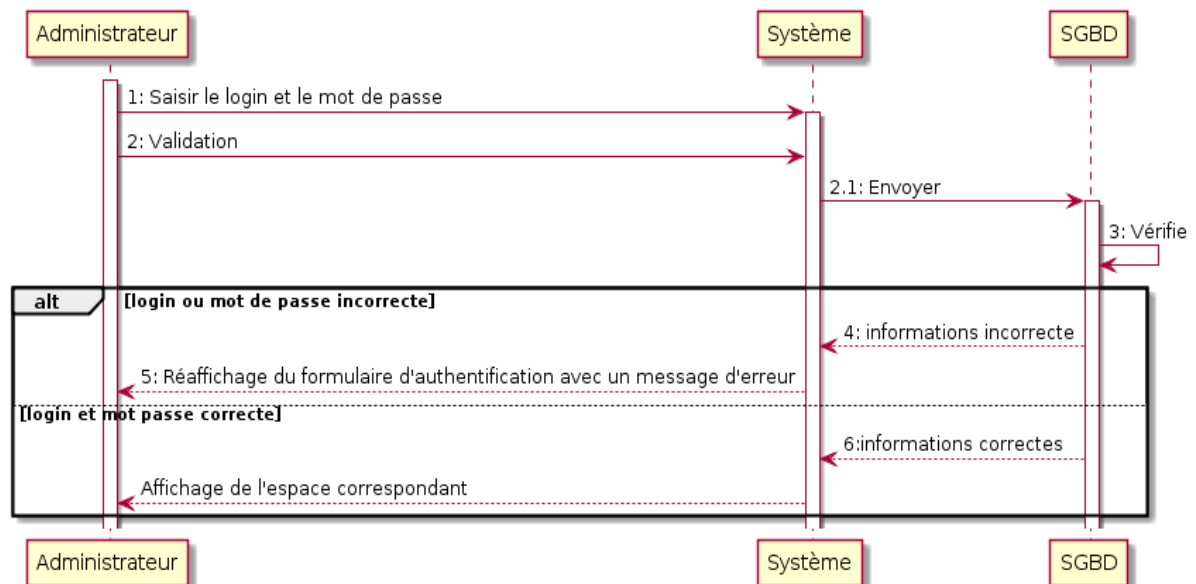 Administrateur
Système
SGBD
1: Saisir le login et le mot de passe
2: Validation
2.1: Envoyer
3: Vérifie
alt
[login ou mot de passe incorrecte]
4: informations incorrecte
5: Réaffichage du formulaire d'authentification avec un message d'erreur
[login et mot passe correcte]
6:informations correctes
Affichage de l'espace correspondant
Administrateur
Système
SGBD